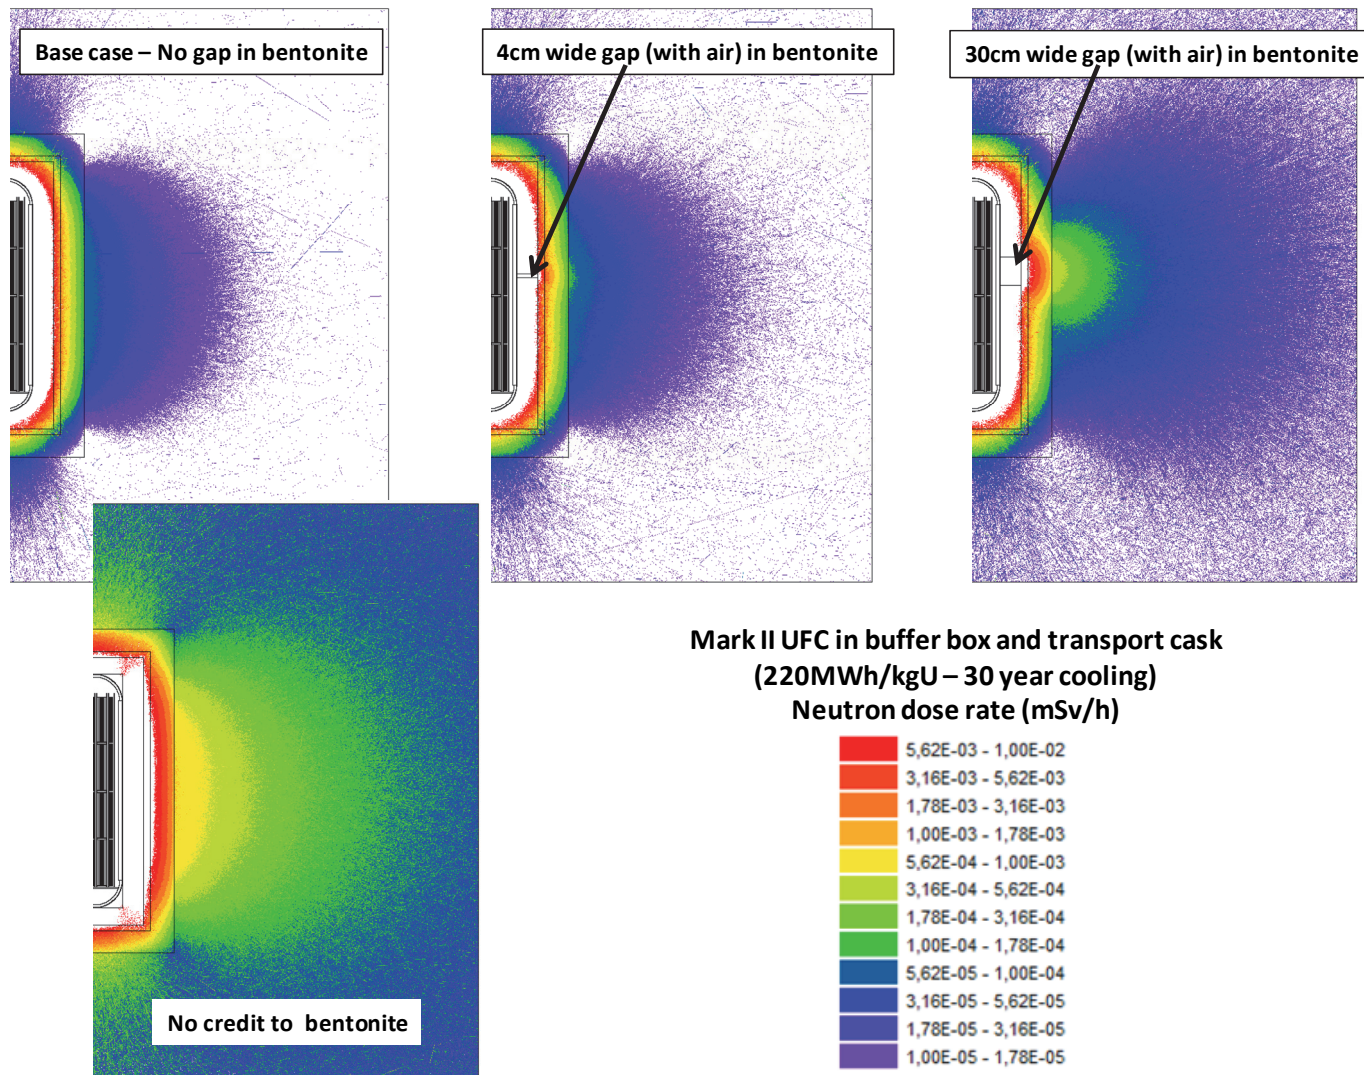 Base case – No gap in bentonite
4cm wide gap (with air) in bentonite
30cm wide gap (with air) in bentonite
No credit to bentonite
Mark II UFC in buffer box and transport cask
(220MWh/kgU – 30 year cooling)
Neutron dose rate (mSv/h)
5,62E-03 - 1,00E-02
3,16E-03 - 5,62E-03
1,78E-03 - 3,16E-03
1,00E-03 - 1,78E-03
5,62E-04 - 1,00E-03
3,16E-04 - 5,62E-04
1,78E-04 - 3,16E-04
1,00E-04 - 1,78E-04
5,62E-05 - 1,00E-04
3,16E-05 - 5,62E-05
1,78E-05 - 3,16E-05
1,00E-05 - 1,78E-05